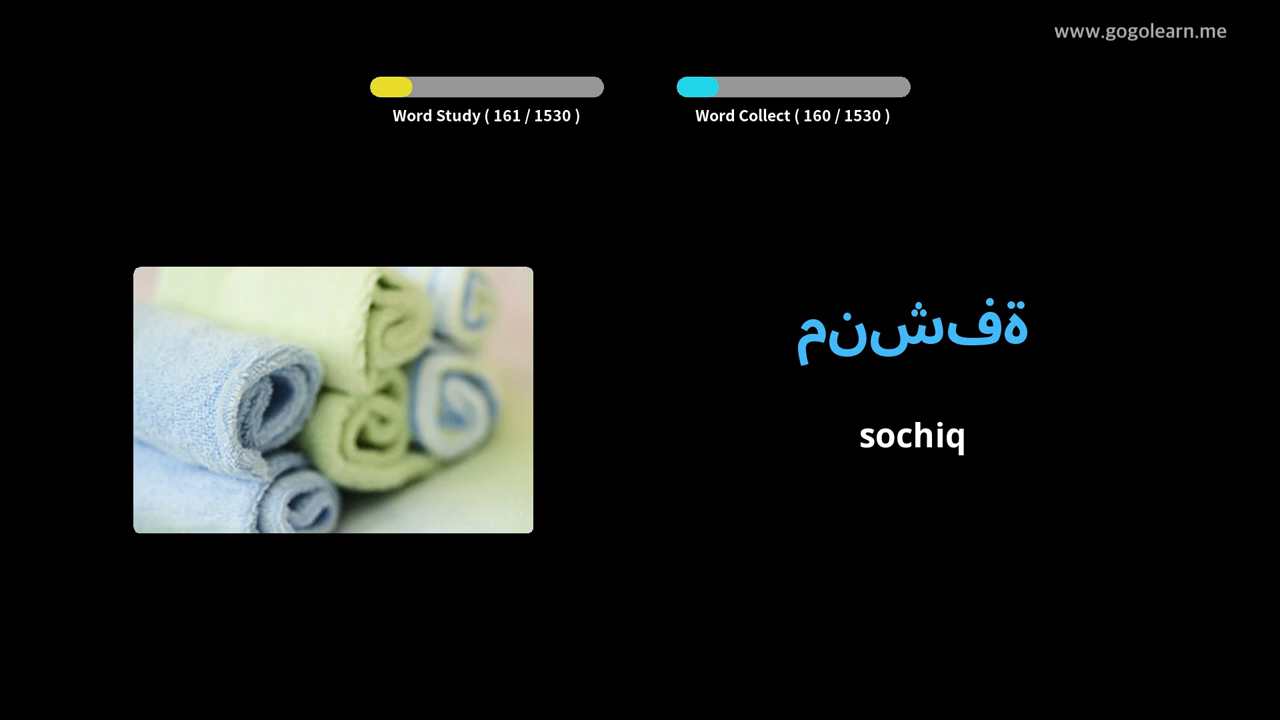 www.gogolearn.me
Word Study ( 161 / 1530 )
Word Collect ( 160 / 1530 )
منشفة
sochiq